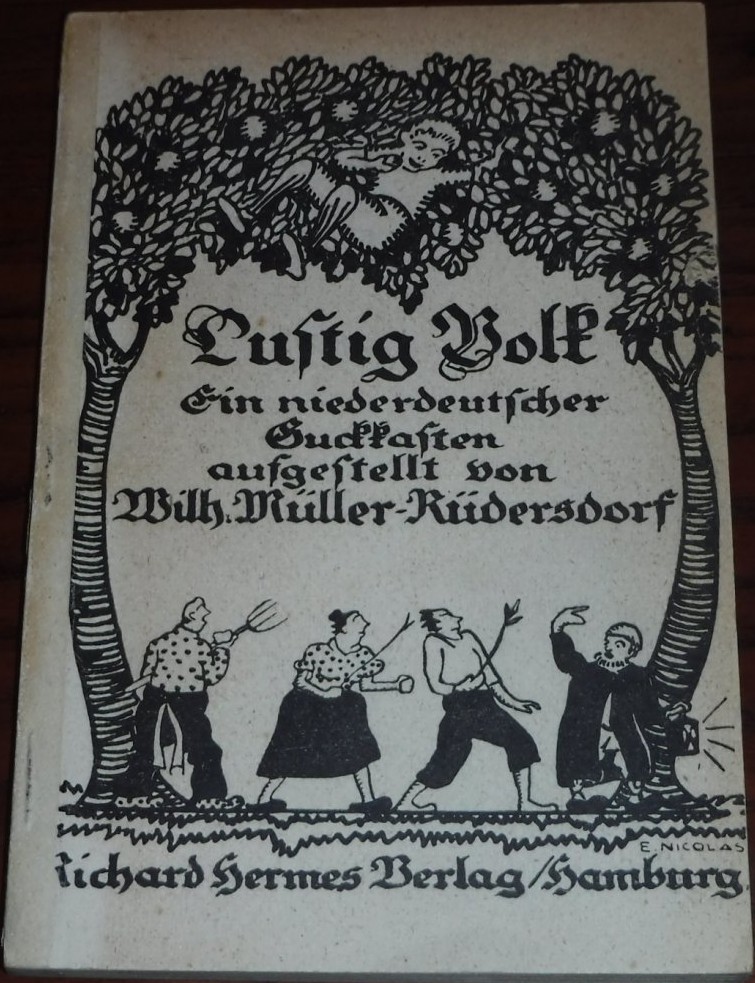 Luſtig Volk
Ein niederdeutſcher
Guckkaſten
aufgeſtellt von
Wilh. Müller-Rüdersdorf
E. NICOLAS
Richard Hermes Verlag/Hamburg.